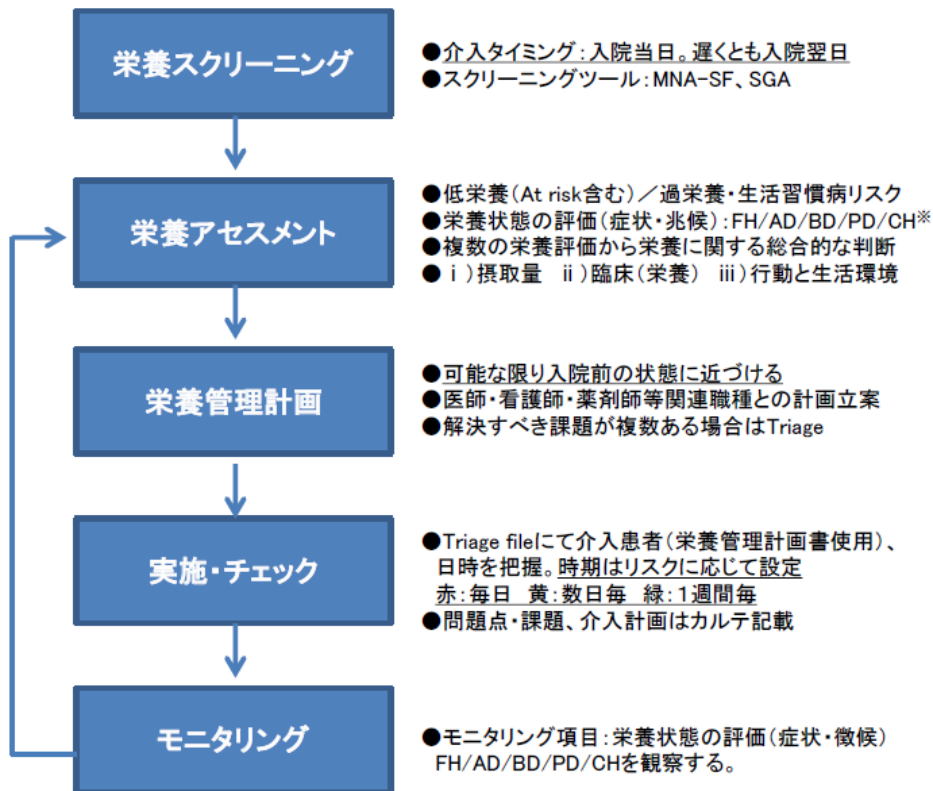 栄養スクリーニング
●介入タイミング：入院当日。遅くとも入院翌日
●スクリーニングツール：MNA-SF、SGA
栄養アセスメント
●低栄養（At risk含む）／過栄養・生活習慣病リスク
●栄養状態の評価（症状・兆候）：FH/AD/BD/PD/CH※
●複数の栄養評価から栄養に関する総合的な判断
●ⅰ）摂取量　ⅱ）臨床（栄養）　ⅲ）行動と生活環境
栄養管理計画
●可能な限り入院前の状態に近づける
●医師・看護師・薬剤師等関連職種との計画立案
●解決すべき課題が複数ある場合はTriage
実施・チェック
●Triage fileにて介入患者（栄養管理計画書使用）、
日時を把握。時期はリスクに応じて設定
赤：毎日　黄：数日毎　緑：1週間毎
●問題点・課題、介入計画はカルテ記載
モニタリング
●モニタリング項目：栄養状態の評価（症状・徴候）
FH/AD/BD/PD/CHを観察する。